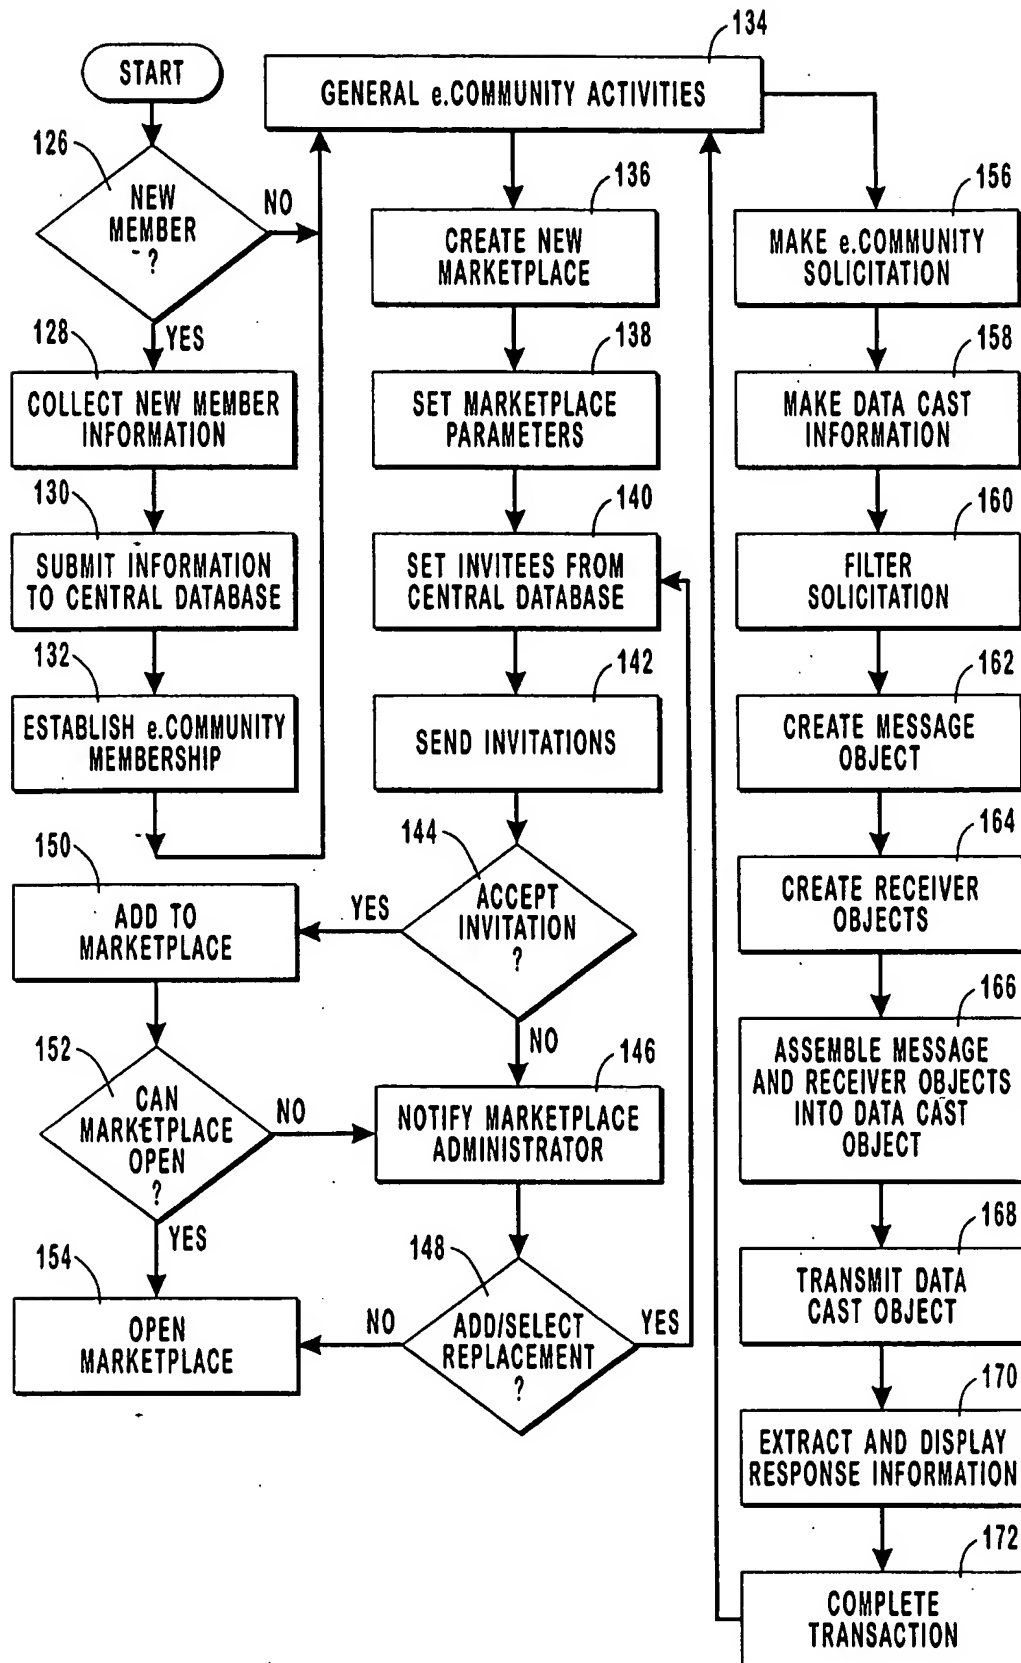 START
134
GENERAL e.COMMUNITY ACTIVITIES
126
NEW
MEMBER
?
NO
YES
128
COLLECT NEW MEMBER
INFORMATION
130
SUBMIT INFORMATION
TO CENTRAL DATABASE
132
ESTABLISH e.COMMUNITY
MEMBERSHIP
136
CREATE NEW
MARKETPLACE
138
SET MARKETPLACE
PARAMETERS
140
SET INVITEES FROM
CENTRAL DATABASE
142
SEND INVITATIONS
144
ACCEPT
INVITATION
?
YES
NO
150
ADD TO
MARKETPLACE
152
CAN
MARKETPLACE
OPEN
?
NO
YES
146
NOTIFY MARKETPLACE
ADMINISTRATOR
148
ADD/SELECT
REPLACEMENT
?
NO
YES
154
OPEN
MARKETPLACE
156
MAKE e.COMMUNITY
SOLICITATION
158
MAKE DATA CAST
INFORMATION
160
FILTER
SOLICITATION
162
CREATE MESSAGE
OBJECT
164
CREATE RECEIVER
OBJECTS
166
ASSEMBLE MESSAGE
AND RECEIVER OBJECTS
INTO DATA CAST
OBJECT
168
TRANSMIT DATA
CAST OBJECT
170
EXTRACT AND DISPLAY
RESPONSE INFORMATION
172
COMPLETE
TRANSACTION